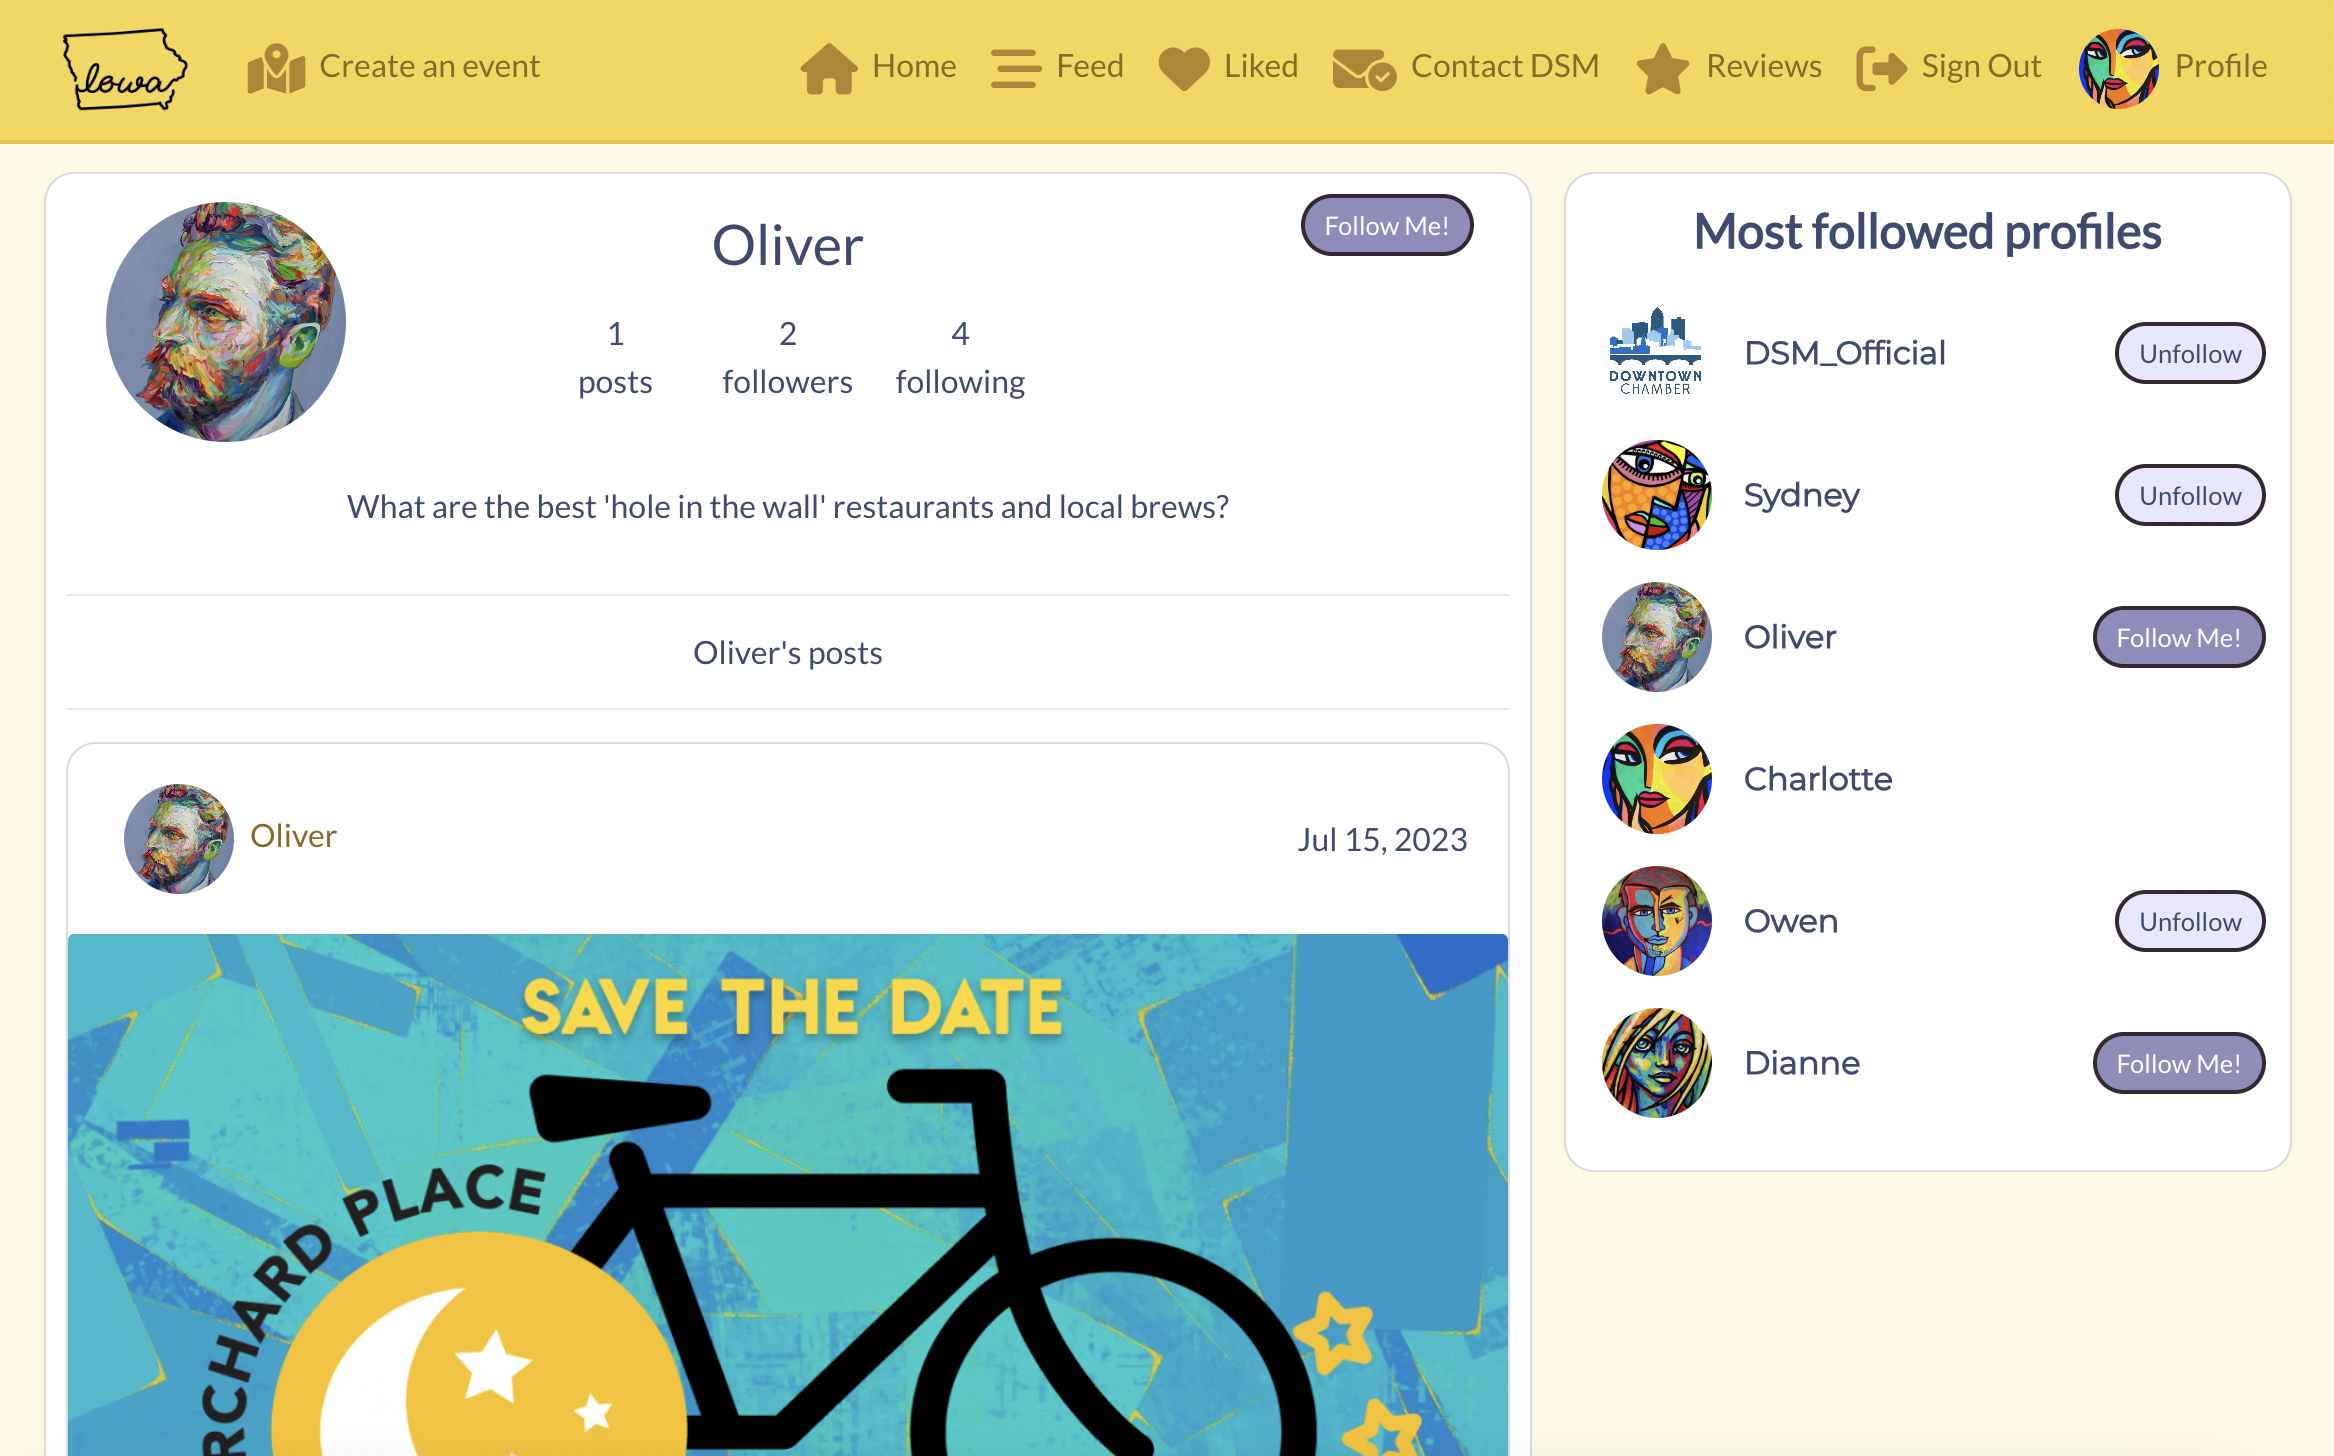 Iowa
Create an event
Home
Feed
Liked
Contact DSM
Reviews
Sign Out
Profile
Oliver
Follow Me!
1
posts
2
followers
4
following
What are the best 'hole in the wall' restaurants and local brews?
Oliver's posts
Oliver
Jul 15, 2023
SAVE THE DATE
RCHARD PLACE
Most followed profiles
DOWNTOWN
CHAMBER
DSM_Official
Unfollow
Sydney
Unfollow
Oliver
Follow Me!
Charlotte
Owen
Unfollow
Dianne
Follow Me!